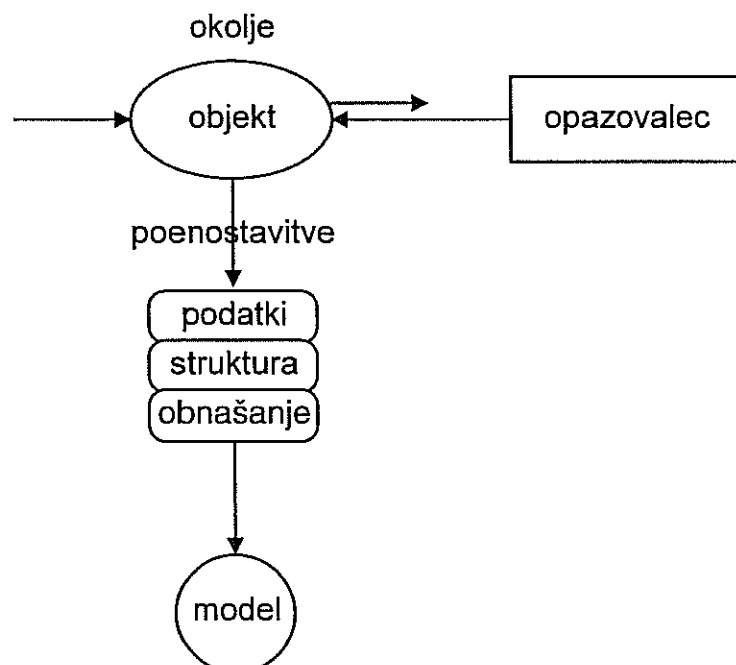 okolje
objekt
opazovalec
poenostavitve
podatki
struktura
obnašanje
model